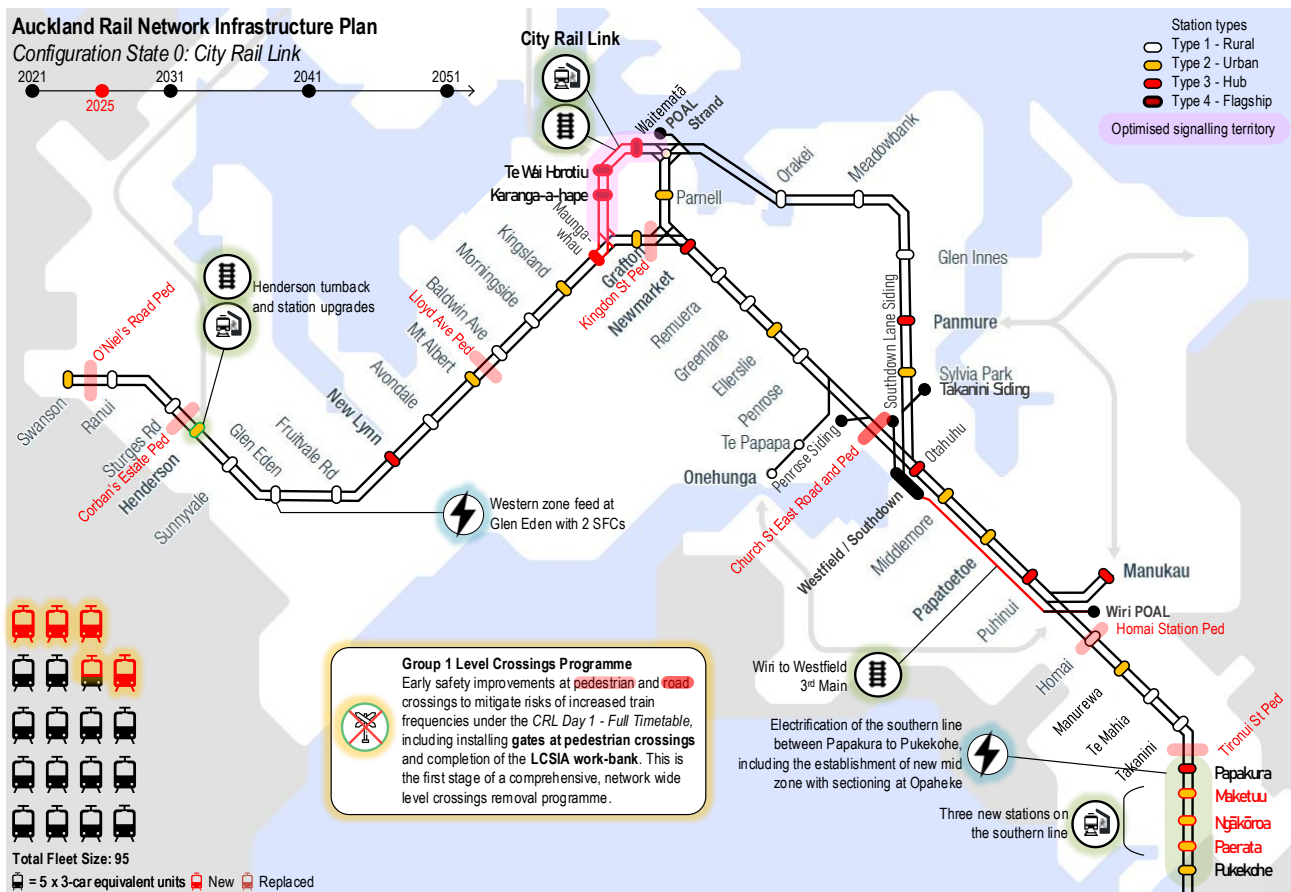 Auckland Rail Network Infrastructure Plan
Configuration State 0: City Rail Link
2021
2025
2031
2041
2051
City Rail Link
Station types
Type 1 - Rural
Type 2 - Urban
Type 3 - Hub
Type 4 - Flagship
Optimised signalling territory
Waitematā
POAL
Strand
Te Wai Horotiu
Karanga-a-hape
Maunga-
whau
Parnell
Orakei
Meadowbank
Glen Innes
Panmure
Sylvia Park
Takanini Siding
Southdown Lane Siding
Kingsland
Morningside
Baldwin Ave
Lloyd Ave Ped
Mt Albert
Avondale
New Lynn
Fruitvale Rd
Glen Eden
Sunnyvale
Henderson
Corban's Estate Ped
Sturges Rd
Ranui
O'Niel's Road Ped
Swanson
Henderson turnback
and station upgrades
Grafton
Kingdon St Ped
Newmarket
Remuera
Greenlane
Ellerslie
Penrose
Te Papapa
Onehunga
Penrose Siding
Church St East Road and Ped
Westfield / Southdown
Otahuhu
Middlemore
Papatoetoe
Puhinui
Manukau
Wiri POAL
Homai Station Ped
Homai
Manurewa
Te Mahia
Takanini
Tironui St Ped
Papakura
Maketuu
Ngākōroa
Paerata
Pukekohe
Western zone feed at
Glen Eden with 2 SFCs
Wiri to Westfield
3rd Main
Electrification of the southern line
between Papakura to Pukekohe,
including the establishment of new mid
zone with sectioning at Opaheke
Three new stations on
the southern line
Group 1 Level Crossings Programme
Early safety improvements at pedestrian and road
crossings to mitigate risks of increased train
frequencies under the CRL Day 1 - Full Timetable,
including installing gates at pedestrian crossings
and completion of the LCSIA work-bank. This is
the first stage of a comprehensive, network wide
level crossings removal programme.
Total Fleet Size: 95
= 5 x 3-car equivalent units New Replaced